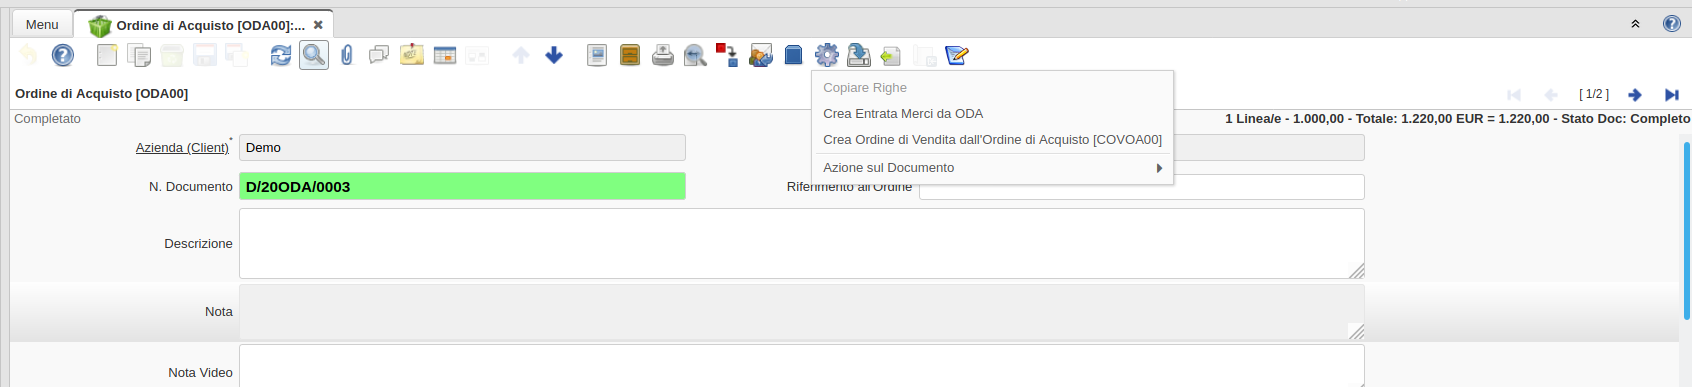 Menu
Ordine di Acquisto [ODA00]:...
Ordine di Acquisto [ODA00]
[ 1/2 ]
Copiare Righe
Crea Entrata Merci da ODA
Crea Ordine di Vendita dall'Ordine di Acquisto [COVOA00]
Azione sul Documento
Completato
1 Linea/e - 1.000,00 - Totale: 1.220,00 EUR = 1.220,00 - Stato Doc: Completo
Azienda (Client)* Demo
N. Documento D/20ODA/0003
Riferimento all'Ordine
Descrizione
Nota
Nota Video